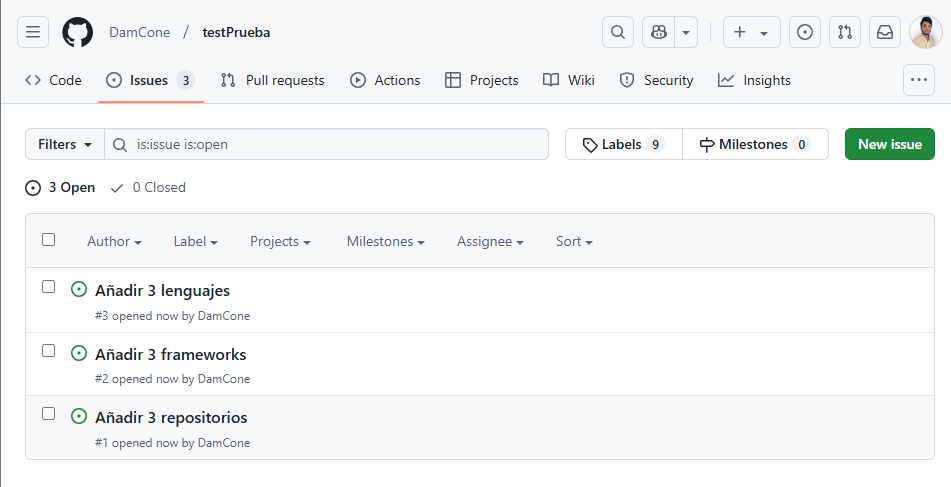 DamCone / testPrueba
Code Issues 3 Pull requests Actions Projects Wiki Security Insights
Filters is:issue is:open Labels 9 Milestones 0 New issue
3 Open 0 Closed
Author Label Projects Milestones Assignee Sort
Añadir 3 lenguajes
#3 opened now by DamCone
Añadir 3 frameworks
#2 opened now by DamCone
Añadir 3 repositorios
#1 opened now by DamCone